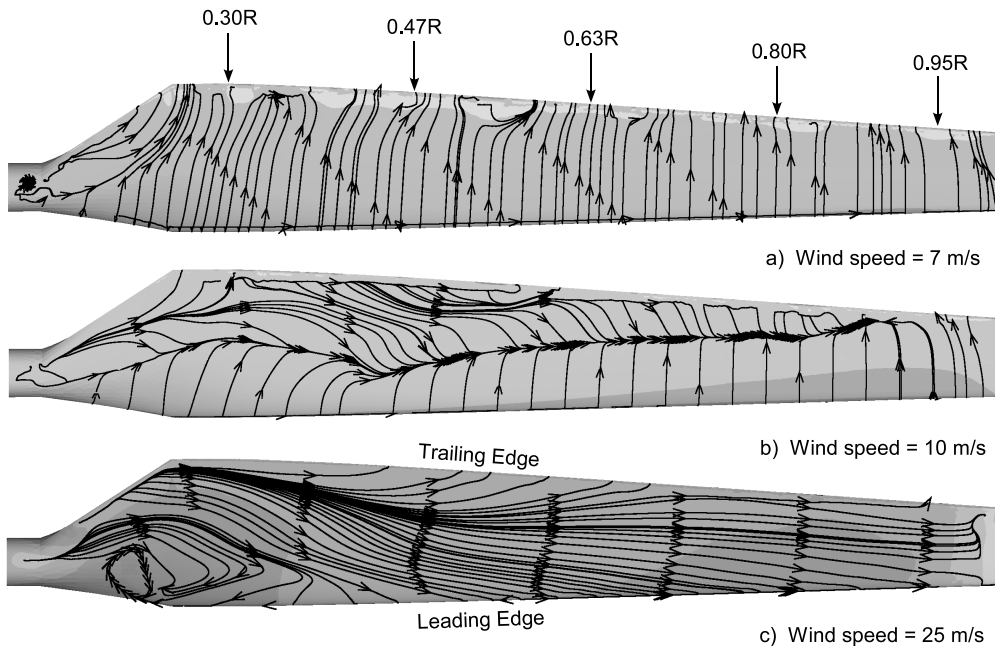 0.30R
0.47R
0.63R
0.80R
0.95R
a) Wind speed = 7 m/s
b) Wind speed = 10 m/s
Trailing Edge
Leading Edge
c) Wind speed = 25 m/s